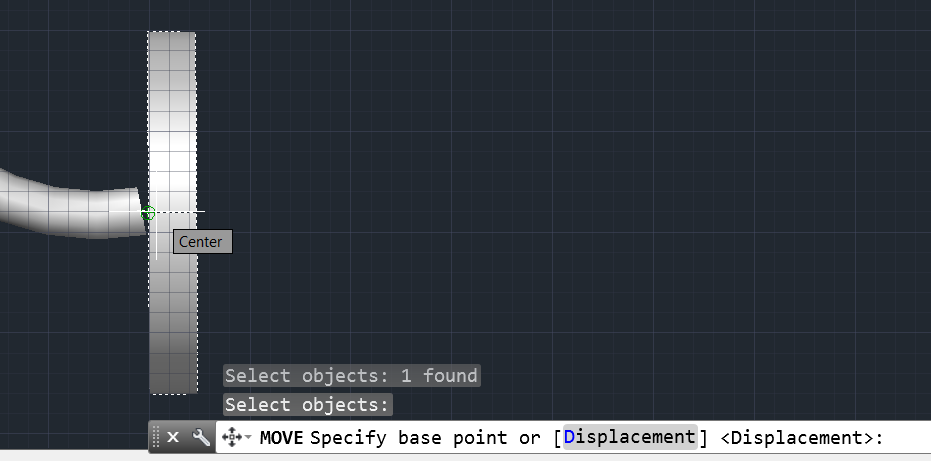 Center
Select objects: 1 found
Select objects:
MOVE Specify base point or [Displacement] <Displacement>: